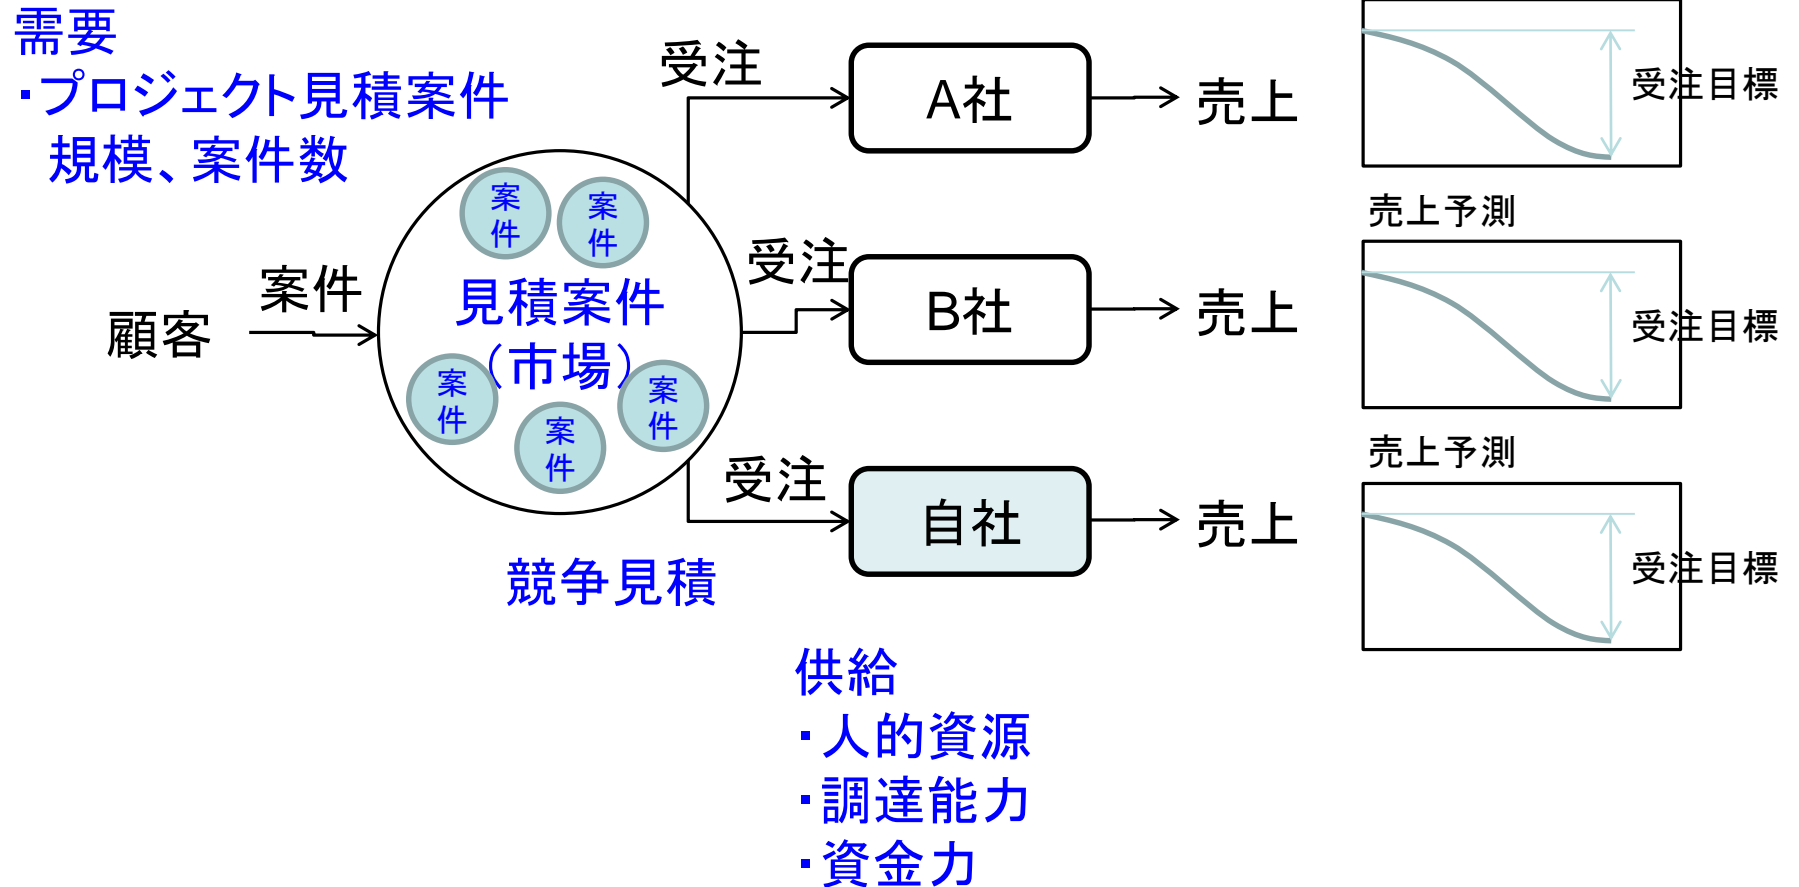 需要
・プロジェクト見積案件
規模、案件数
顧客
案件
案
件
案
件
見積案件
（市場）
案
件
案
件
案
件
競争見積
受注
A社
売上
受注
B社
売上
受注
自社
売上
供給
・人的資源
・調達能力
・資金力
受注目標
売上予測
受注目標
売上予測
受注目標